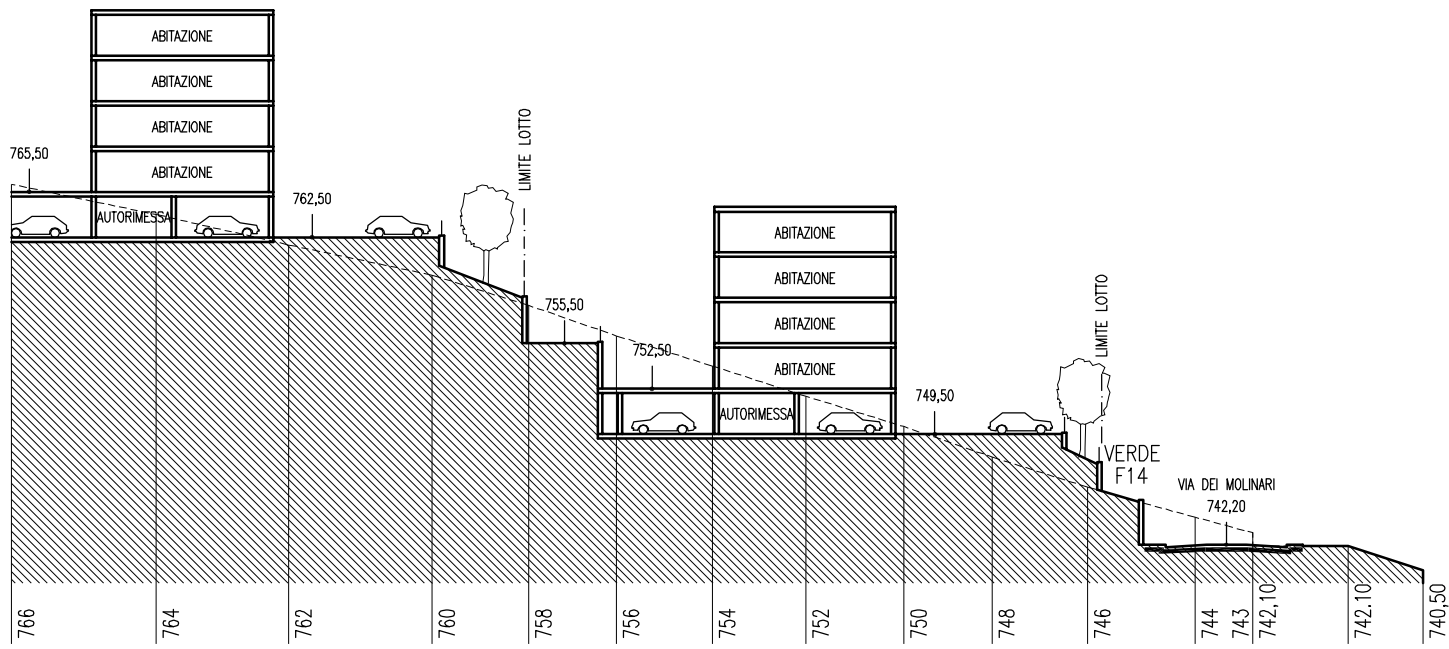 ABITAZIONE
ABITAZIONE
ABITAZIONE
ABITAZIONE
765,50
AUTORIMESSA
762,50
LIMITE LOTTO
755,50
752,50
ABITAZIONE
ABITAZIONE
ABITAZIONE
ABITAZIONE
AUTORIMESSA
749,50
LIMITE LOTTO
VERDE
F14
VIA DEI MOLINARI
742,20
766
764
762
760
758
756
754
752
750
748
746
744
743
742,10
742.10
740,50